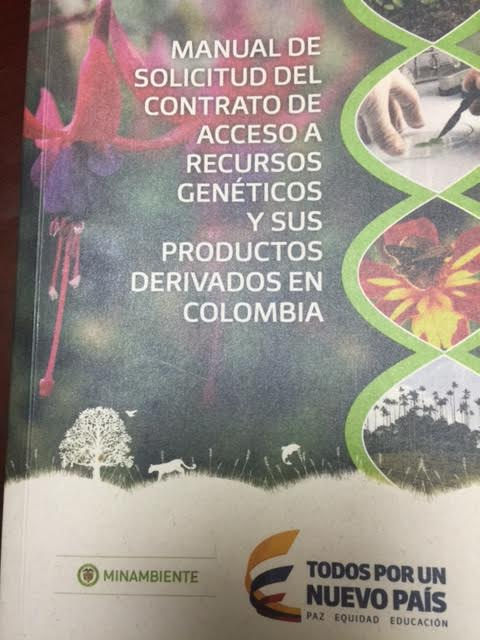 MANUAL DE
SOLICITUD DEL
CONTRATO DE
ACCESO A
RECURSOS
GENÉTICOS
Y SUS
PRODUCTOS
DERIVADOS EN
COLOMBIA
MINAMBIENTE
TODOS POR UN
NUEVO PAÍS
PAZ EQUIDAD EDUCACIÓN